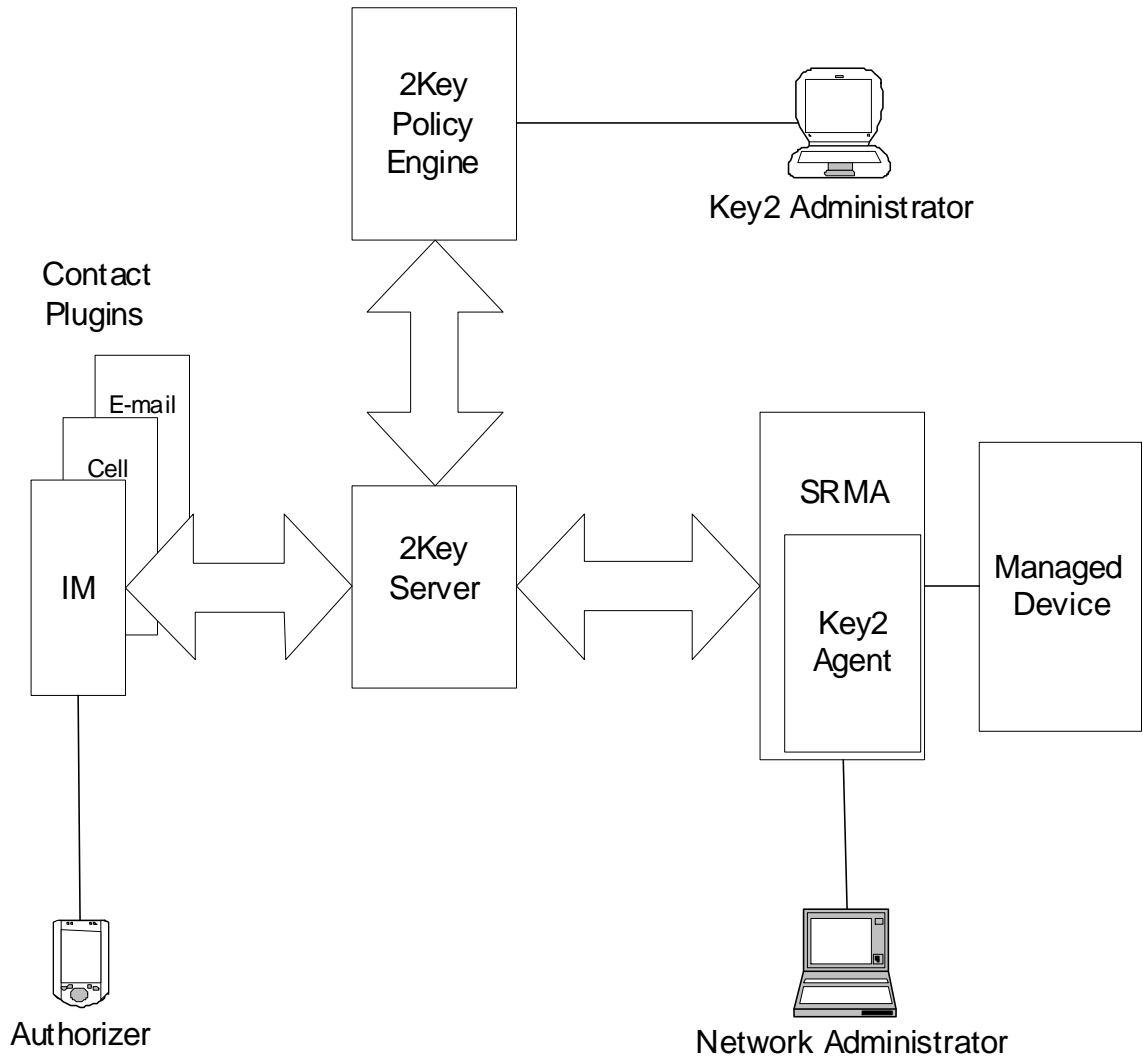 2Key
Policy
Engine
Key2 Administrator
Contact
Plugins
E-mail
Cell
IM
2Key
Server
SRMA
Key2
Agent
Managed
Device
Authorizer
Network Administrator